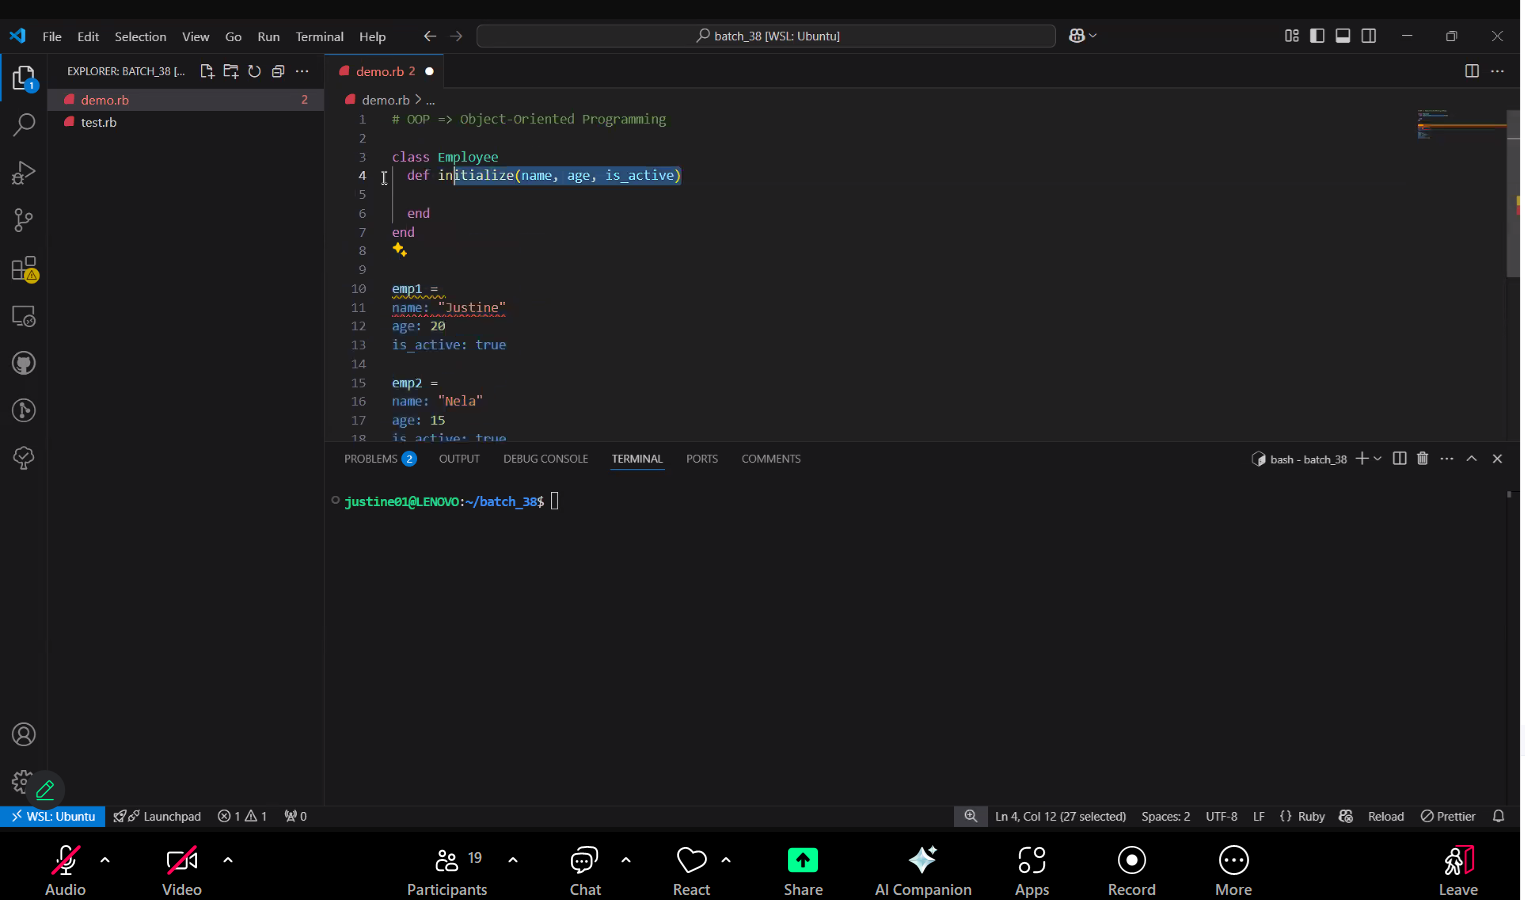 File Edit Selection View Go Run Terminal Help
batch_38 [WSL: Ubuntu]
EXPLORER: BATCH_38 [...
demo.rb 2
demo.rb 2
test.rb
demo.rb > ...
1 # OOP => Object-Oriented Programming
2
3 class Employee
4 def initialize(name, age, is_active)
5
6 end
7 end
8
9
10 emp1 =
11 name: "Justine"
12 age: 20
13 is_active: true
14
15 emp2 =
16 name: "Nela"
17 age: 15
18 is_active: true
1
PROBLEMS 2 OUTPUT DEBUG CONSOLE TERMINAL PORTS COMMENTS
bash - batch_38
justine01@LENOVO:~/batch_38$
WSL: Ubuntu Launchpad 1 1 0
Ln 4, Col 12 (27 selected) Spaces: 2 UTF-8 LF {} Ruby Reload Prettier
Audio Video Participants 19 Chat React Share AI Companion Apps Record More Leave